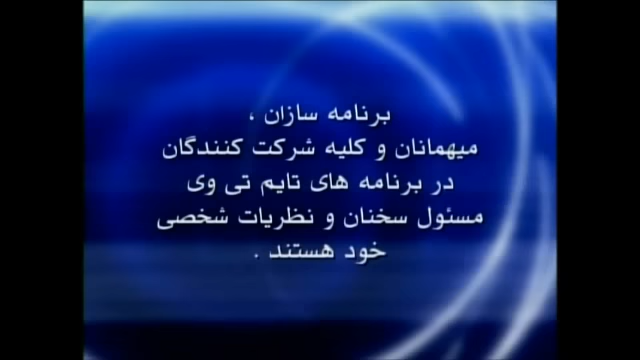 برنامه سازان ،
میهمانان و کلیه شرکت کنندگان
در برنامه های تایم تی وی
مسئول سخنان و نظریات شخصی
خود هستند .